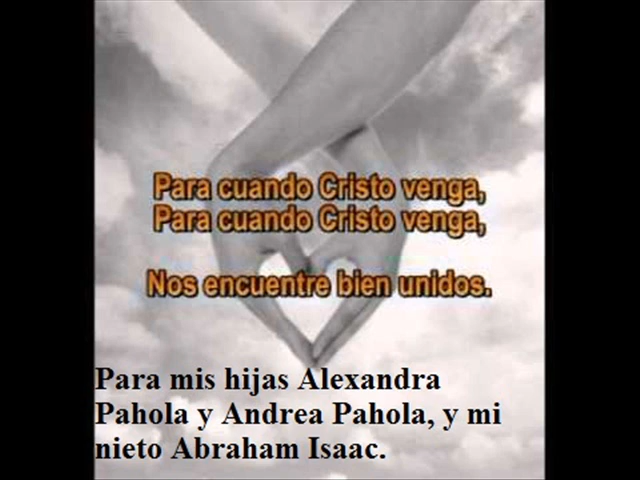 Para cuando Cristo venga,
Para cuando Cristo venga,
Nos encuentre bien unidos.
Para mis hijas Alexandra
Pahola y Andrea Pahola, y mi
nieto Abraham Isaac.